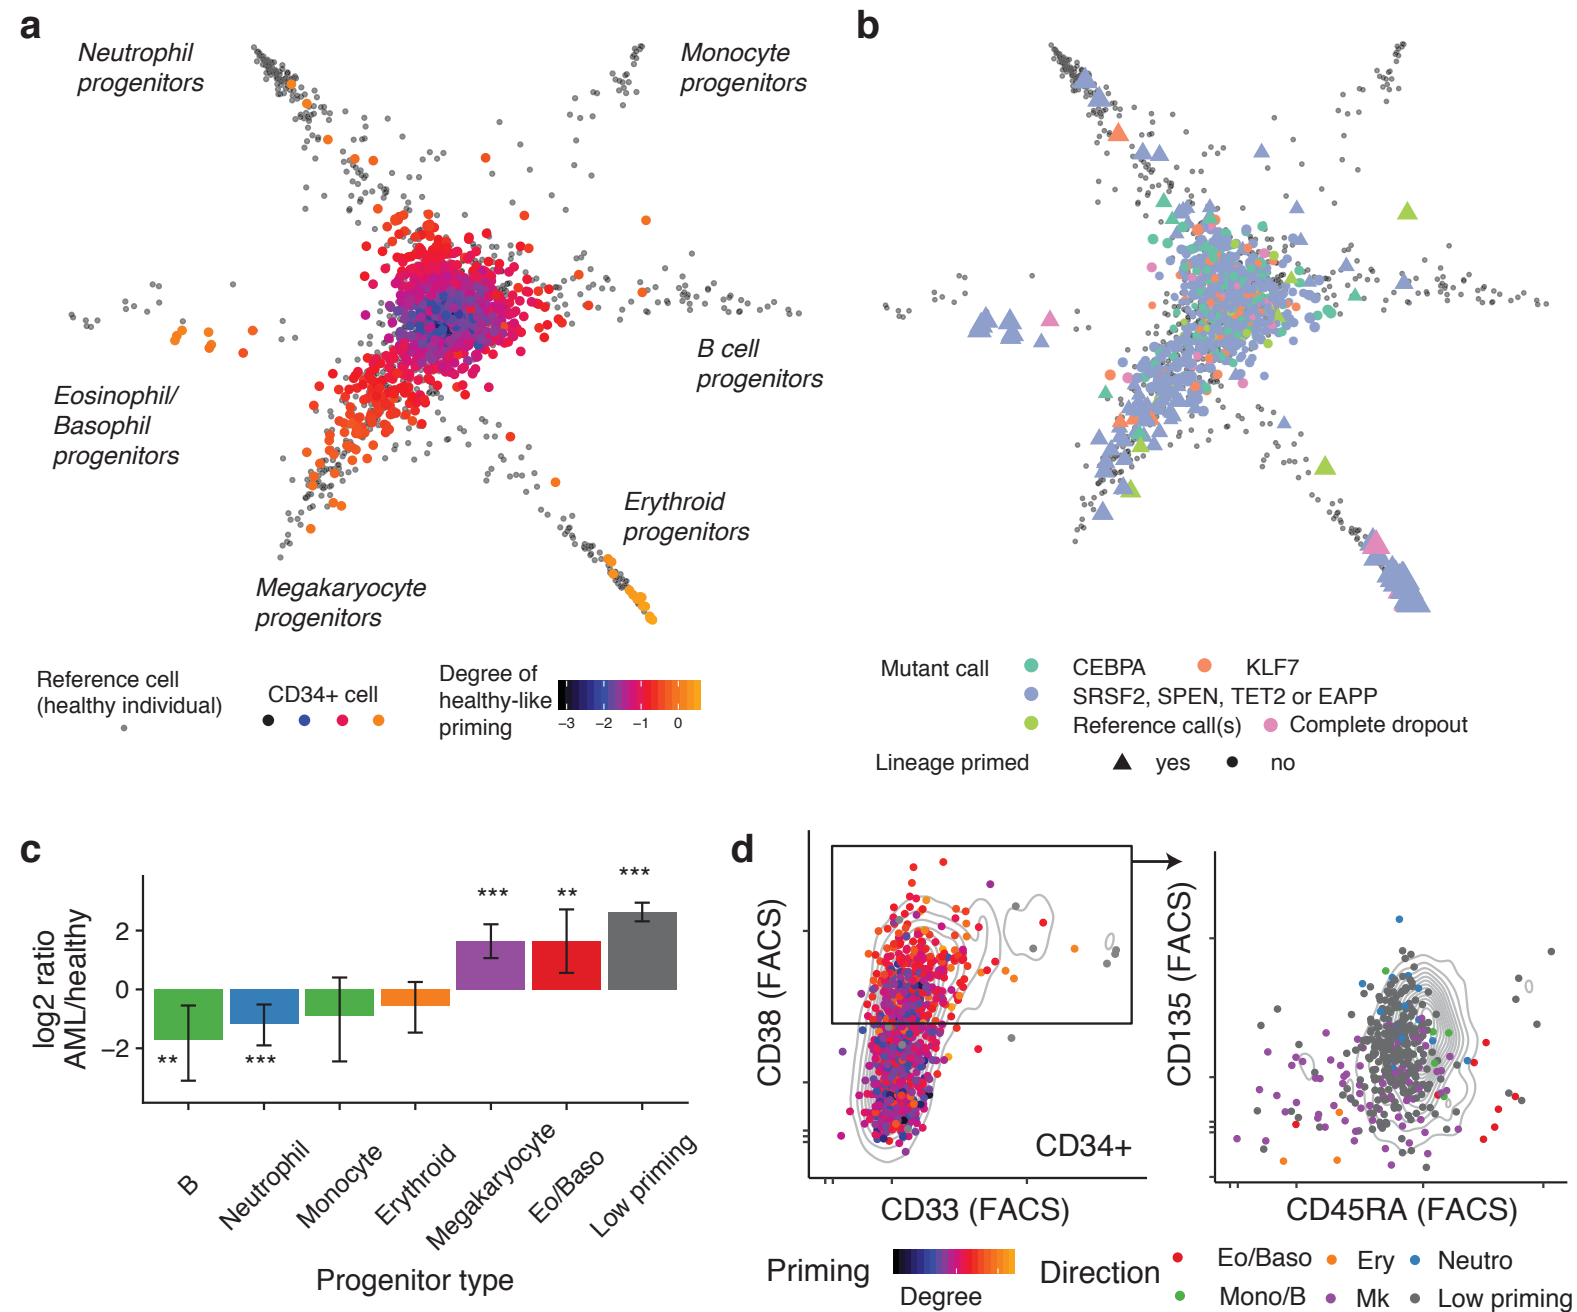 a
Neutrophil
progenitors
Monocyte
progenitors
B cell
progenitors
Eosinophil/
Basophil
progenitors
Erythroid
progenitors
Megakaryocyte
progenitors
Reference cell
(healthy individual)
CD34+ cell
Degree of
healthy-like
priming
−3 −2 −1 0
b
Mutant call
CEBPA
KLF7
SRSF2, SPEN, TET2 or EAPP
Reference call(s)
Complete dropout
Lineage primed
yes
no
c
log2 ratio
AML/healthy
2
0
−2
**
***
***
**
***
B
Neutrophil
Monocyte
Erythroid
Megakaryocyte
Eo/Baso
Low priming
Progenitor type
d
CD38 (FACS)
CD34+
CD33 (FACS)
CD135 (FACS)
CD45RA (FACS)
Priming
Degree
Direction
Eo/Baso
Ery
Neutro
Mono/B
Mk
Low priming